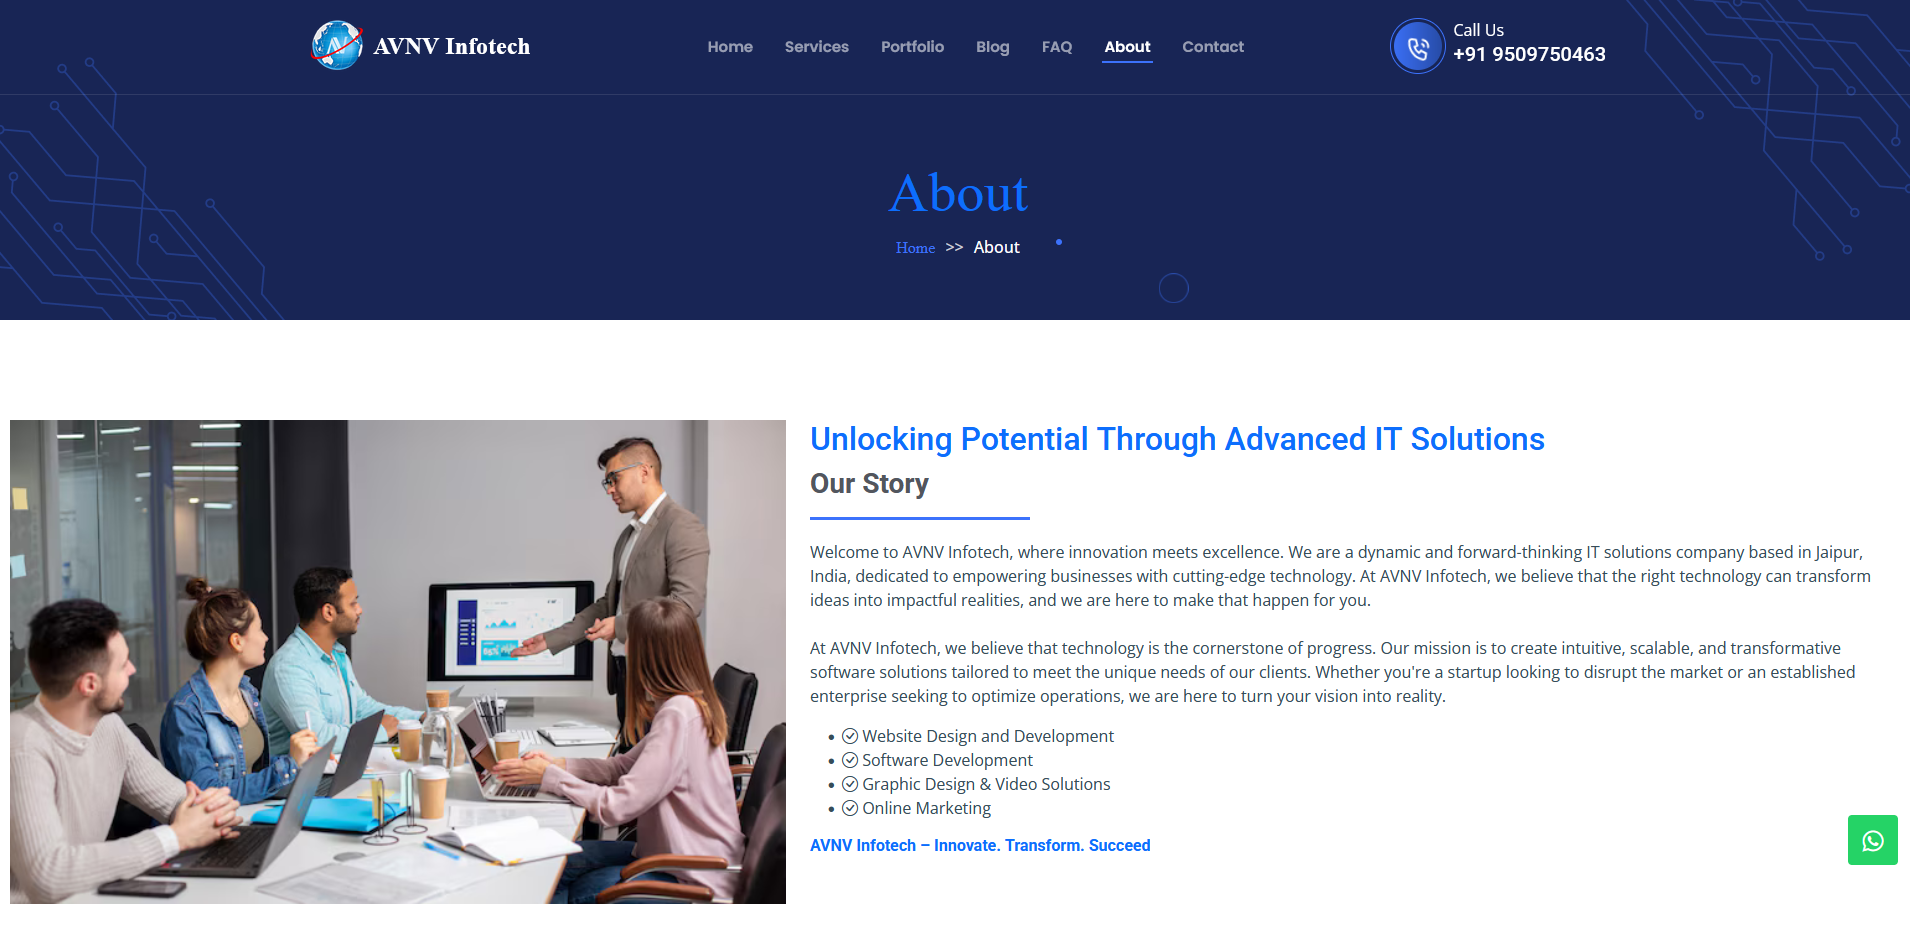 AVNV Infotech
Home Services Portfolio Blog FAQ About Contact
Call Us
+91 9509750463
About
Home >> About
Unlocking Potential Through Advanced IT Solutions
Our Story
Welcome to AVNV Infotech, where innovation meets excellence. We are a dynamic and forward-thinking IT solutions company based in Jaipur,
India, dedicated to empowering businesses with cutting-edge technology. At AVNV Infotech, we believe that the right technology can transform
ideas into impactful realities, and we are here to make that happen for you.
At AVNV Infotech, we believe that technology is the cornerstone of progress. Our mission is to create intuitive, scalable, and transformative
software solutions tailored to meet the unique needs of our clients. Whether you're a startup looking to disrupt the market or an established
enterprise seeking to optimize operations, we are here to turn your vision into reality.
Website Design and Development
Software Development
Graphic Design & Video Solutions
Online Marketing
AVNV Infotech – Innovate. Transform. Succeed